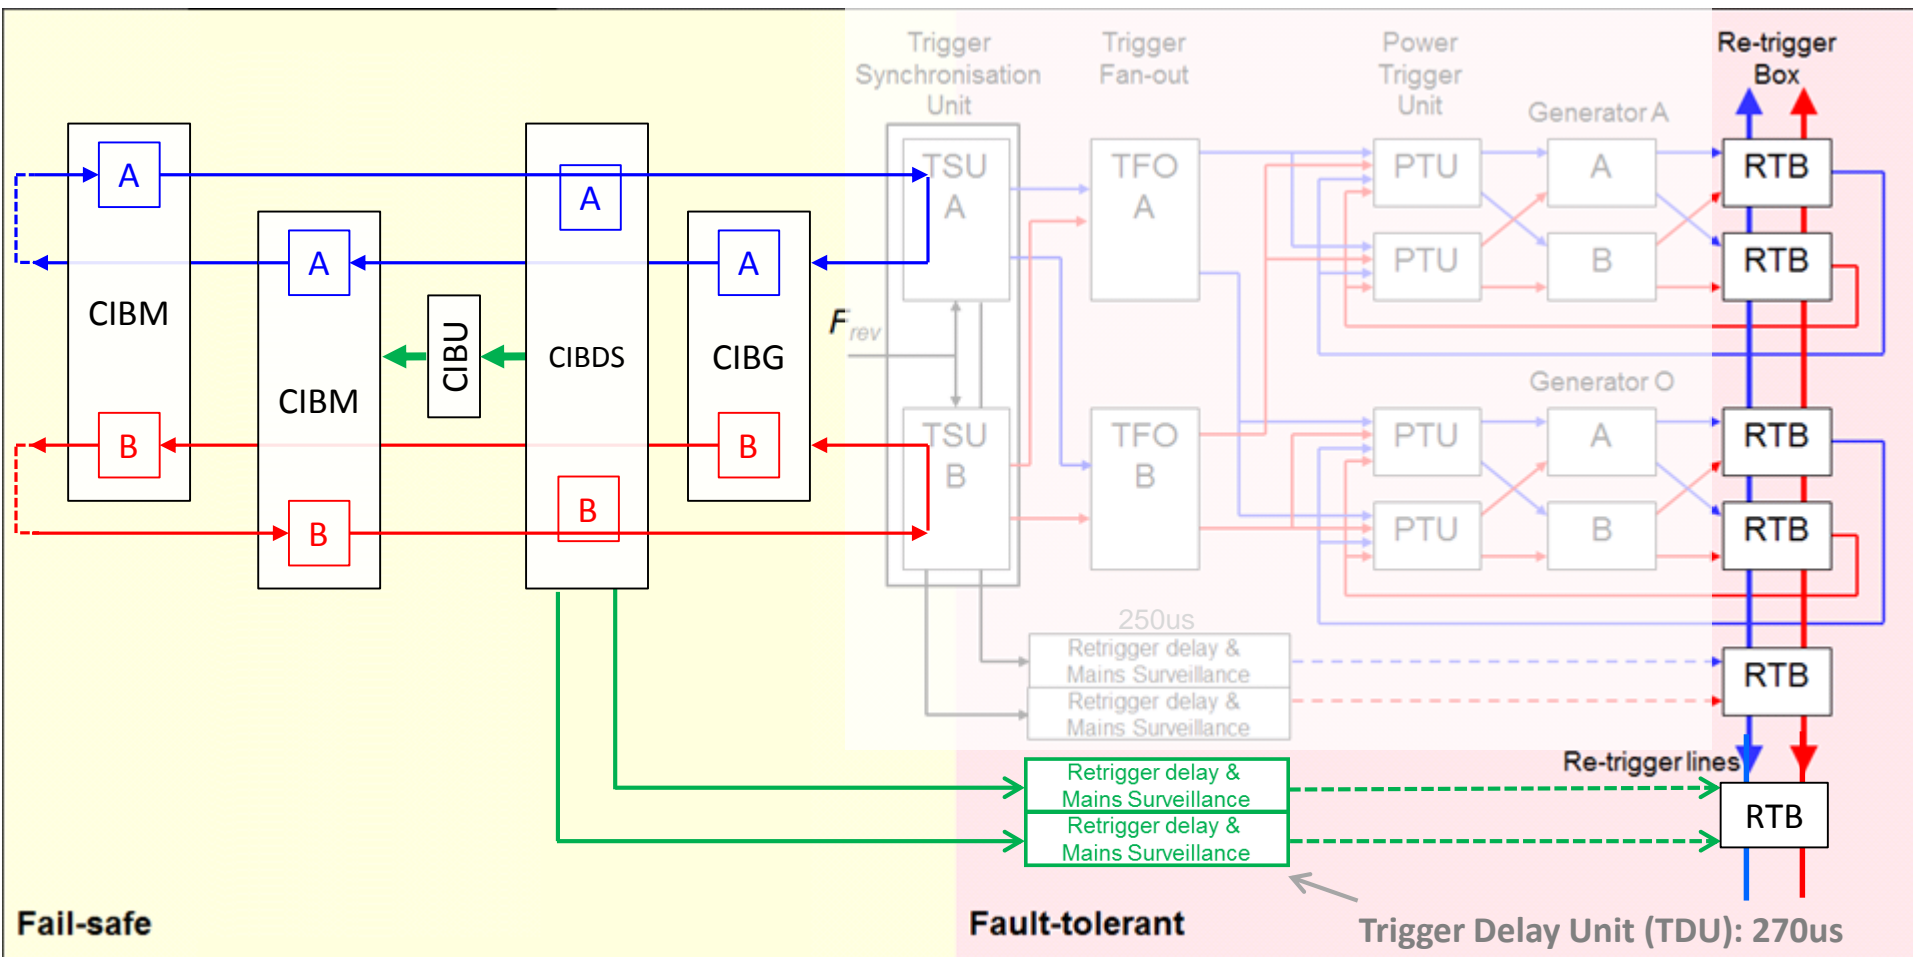 Trigger
Synchronisation
Unit
Trigger
Fan-out
Power
Trigger
Unit
Generator A
Re-trigger
Box
A
A
TSU
A
TFO
A
PTU
A
RTB
A
A
PTU
B
RTB
CIBM
CIBU
CIBDS
CIBG
F rev
CIBM
Generator O
B
B
TSU
B
TFO
B
PTU
A
RTB
B
B
PTU
B
RTB
250us
Retrigger delay &
Mains Surveillance
Retrigger delay &
Mains Surveillance
RTB
Re-trigger lines
Retrigger delay &
Mains Surveillance
Retrigger delay &
Mains Surveillance
RTB
Fail-safe
Fault-tolerant
Trigger Delay Unit (TDU): 270us